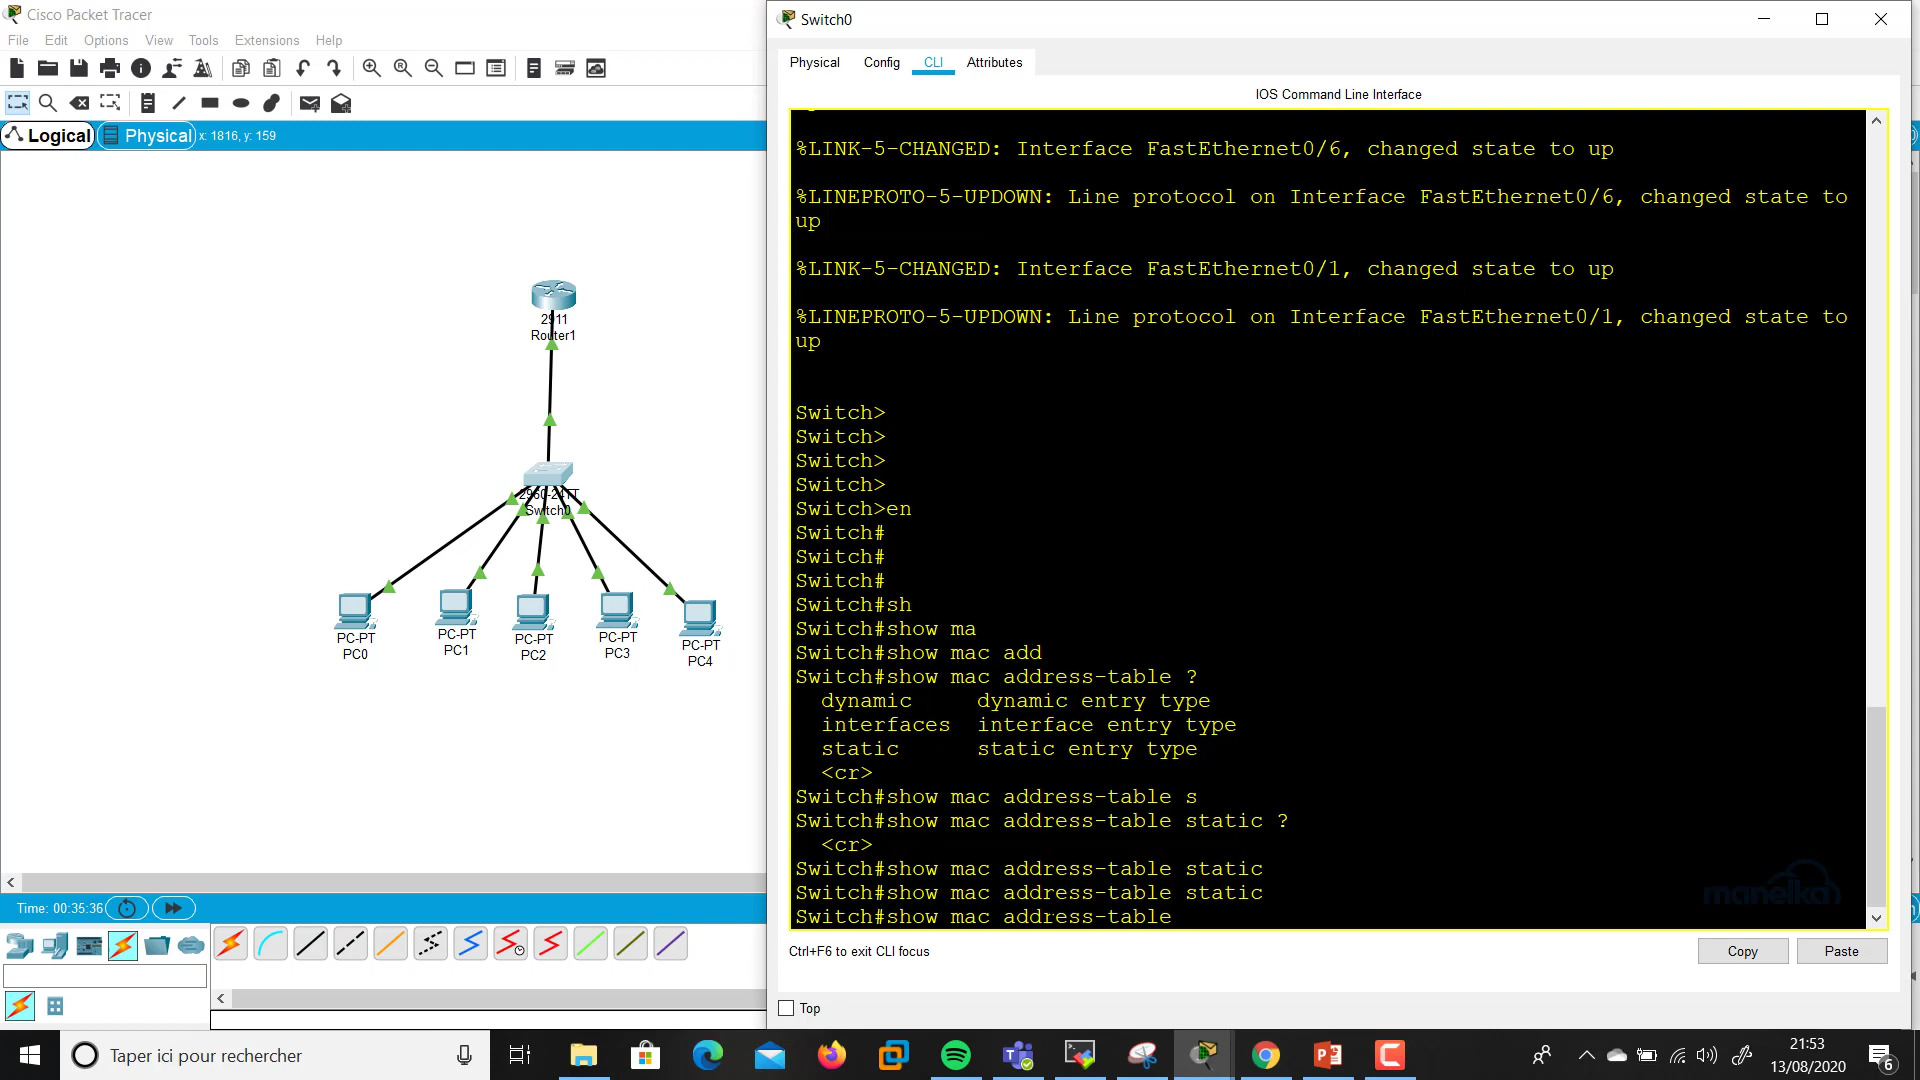 Cisco Packet Tracer
File Edit Options View Tools Extensions Help
Logical Physical x: 1816, y: 159
2911
Router1
2960-24TT
Switch0
PC-PT
PC0
PC-PT
PC1
PC-PT
PC2
PC-PT
PC3
PC-PT
PC4
Time: 00:35:36
Switch0
Physical Config CLI Attributes
IOS Command Line Interface
%LINK-5-CHANGED: Interface FastEthernet0/6, changed state to up
%LINEPROTO-5-UPDOWN: Line protocol on Interface FastEthernet0/6, changed state to
up
%LINK-5-CHANGED: Interface FastEthernet0/1, changed state to up
%LINEPROTO-5-UPDOWN: Line protocol on Interface FastEthernet0/1, changed state to
up
Switch>
Switch>
Switch>
Switch>
Switch>en
Switch#
Switch#
Switch#
Switch#sh
Switch#show ma
Switch#show mac add
Switch#show mac address-table ?
dynamic dynamic entry type
interfaces interface entry type
static static entry type
<cr>
Switch#show mac address-table s
Switch#show mac address-table static ?
<cr>
Switch#show mac address-table static
Switch#show mac address-table static
Switch#show mac address-table
manelka
Ctrl+F6 to exit CLI focus
Copy Paste
Top
Taper ici pour rechercher
21:53
13/08/2020
6